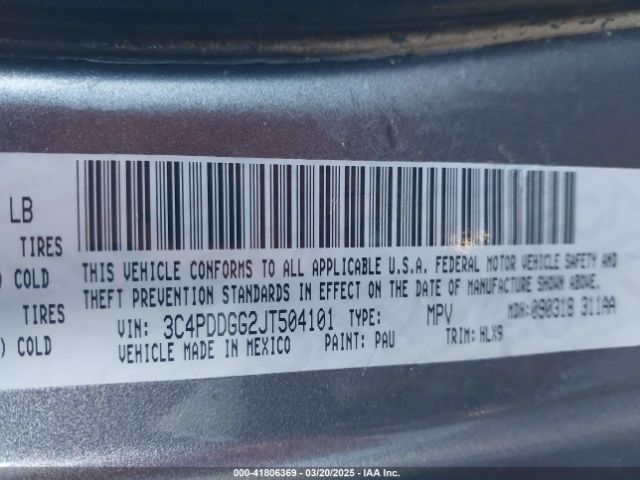 LB
TIRES
) COLD
TIRES
) COLD
THIS VEHICLE CONFORMS TO ALL APPLICABLE U.S.A. FEDERAL MOTOR VEHICLE SAFETY AND
THEFT PREVENTION STANDARDS IN EFFECT ON THE DATE OF MANUFACTURE SHOWN ABOVE.
VIN: 3C4PDDGG2JT504101 TYPE: MPV MDH:090318 311AA
VEHICLE MADE IN MEXICO PAINT: PAU TRIM: HLX9
000-41806369 | 03/20/2025 | IAA Inc.